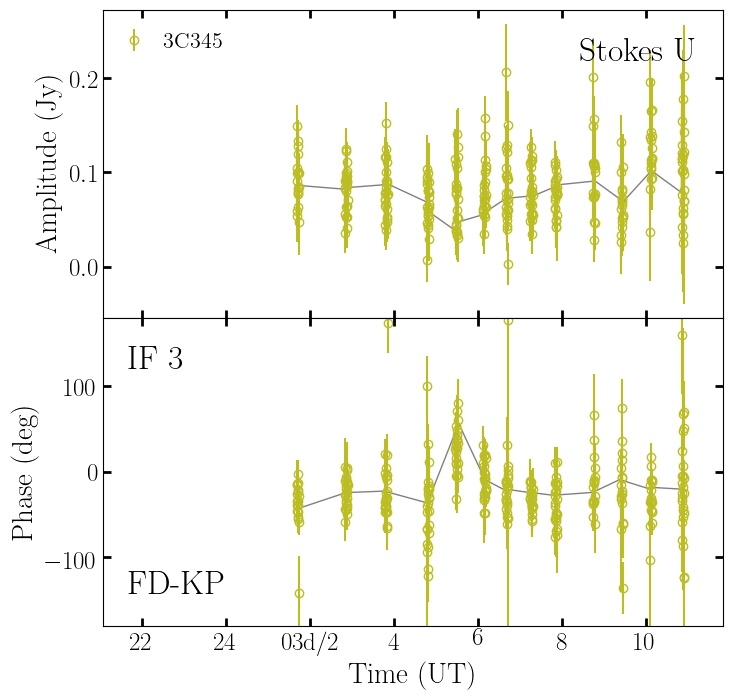 3C345
Stokes U
Amplitude (Jy)
0.2
0.1
0.0
IF 3
Phase (deg)
100
0
−100
FD-KP
22 24 03d/2 4 6 8 10
Time (UT)